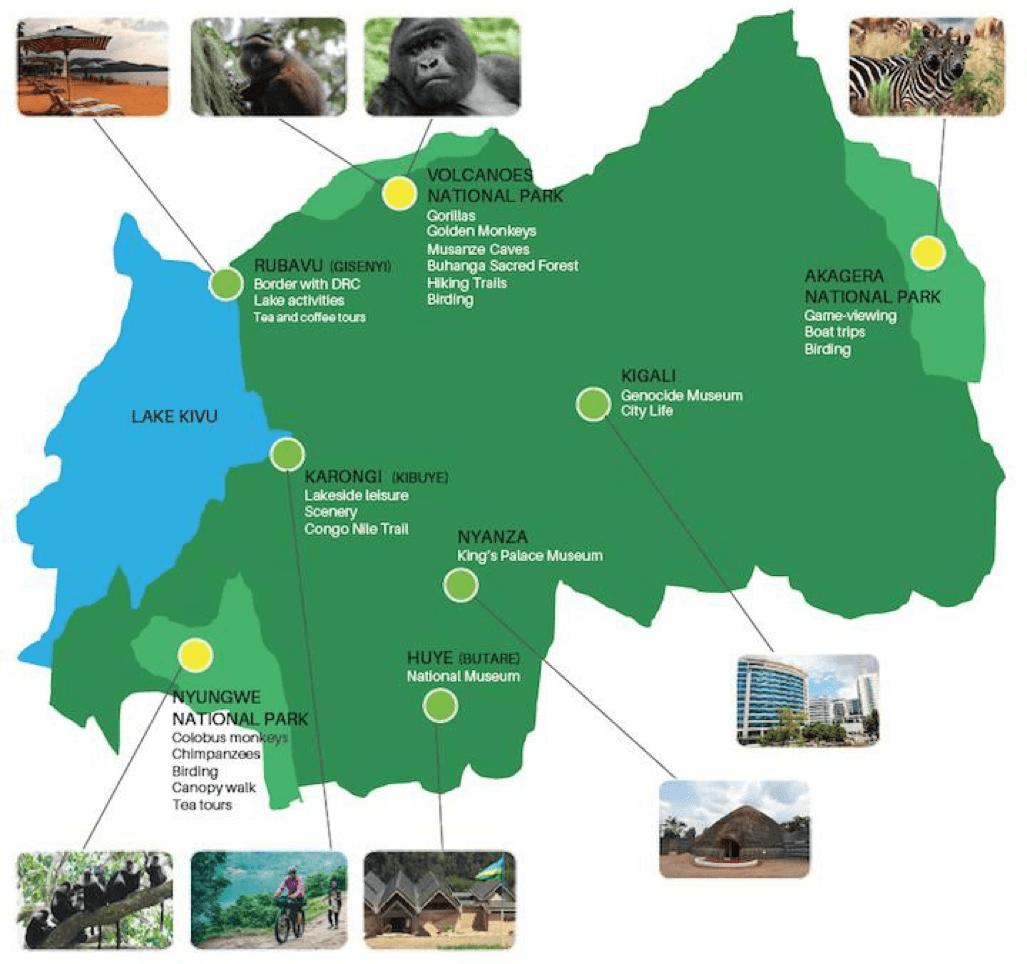 VOLCANOES
NATIONAL PARK
Gorillas
Golden Monkeys
Musanze Caves
Buhanga Sacred Forest
Hiking Trails
Birding
RUBAVU (GISENYI)
Border with DRC
Lake activities
Tea and coffee tours
AKAGERA
NATIONAL PARK
Game-viewing
Boat trips
Birding
KIGALI
Genocide Museum
City Life
LAKE KIVU
KARONGI (KIBUYE)
Lakeside leisure
Scenery
Congo Nile Trail
NYANZA
King's Palace Museum
HUYE (BUTARE)
National Museum
NYUNGWE
NATIONAL PARK
Colobus monkeys
Chimpanzees
Birding
Canopy walk
Tea tours